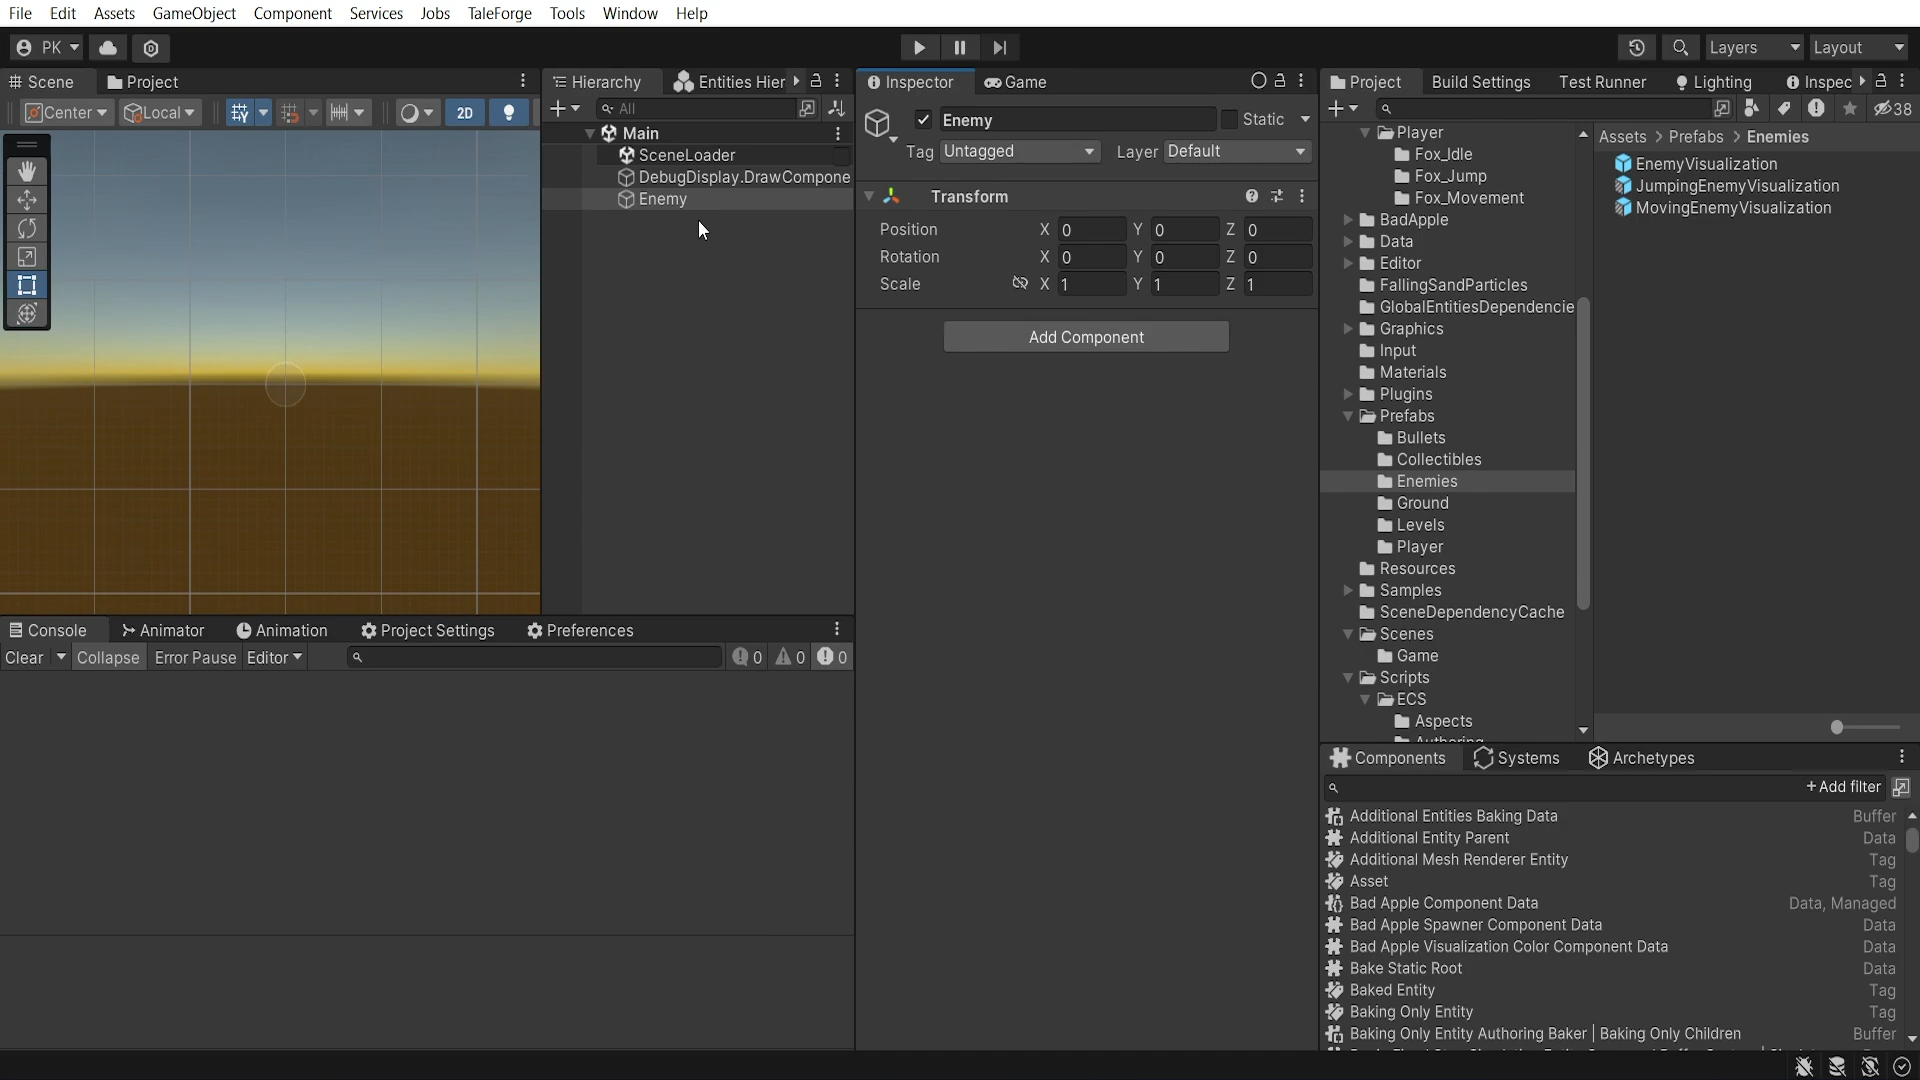 File Edit Assets GameObject Component Services Jobs TaleForge Tools Window Help
PK
Layers Layout
Scene Project
Hierarchy Entities Hier
Inspector Game
Project Build Settings Test Runner Lighting Inspec
Center Local 2D
All
38
Main
SceneLoader
DebugDisplay.DrawCompone
Enemy
Enemy Static
Tag Untagged Layer Default
Transform
Position X 0 Y 0 Z 0
Rotation X 0 Y 0 Z 0
Scale X 1 Y 1 Z 1
Add Component
Player
Fox_Idle
Fox_Jump
Fox_Movement
BadApple
Data
Editor
FallingSandParticles
GlobalEntitiesDependencie
Graphics
Input
Materials
Plugins
Prefabs
Bullets
Collectibles
Enemies
Ground
Levels
Player
Resources
Samples
SceneDependencyCache
Scenes
Game
Scripts
ECS
Aspects
Authoring
Assets > Prefabs > Enemies
EnemyVisualization
JumpingEnemyVisualization
MovingEnemyVisualization
Console Animator Animation Project Settings Preferences
Clear Collapse Error Pause Editor 0 0 0
Components Systems Archetypes
+ Add filter
Additional Entities Baking Data Buffer
Additional Entity Parent Data
Additional Mesh Renderer Entity Tag
Asset Tag
Bad Apple Component Data Data, Managed
Bad Apple Spawner Component Data Data
Bad Apple Visualization Color Component Data Data
Bake Static Root Data
Baked Entity Tag
Baking Only Entity Tag
Baking Only Entity Authoring Baker | Baking Only Children Buffer